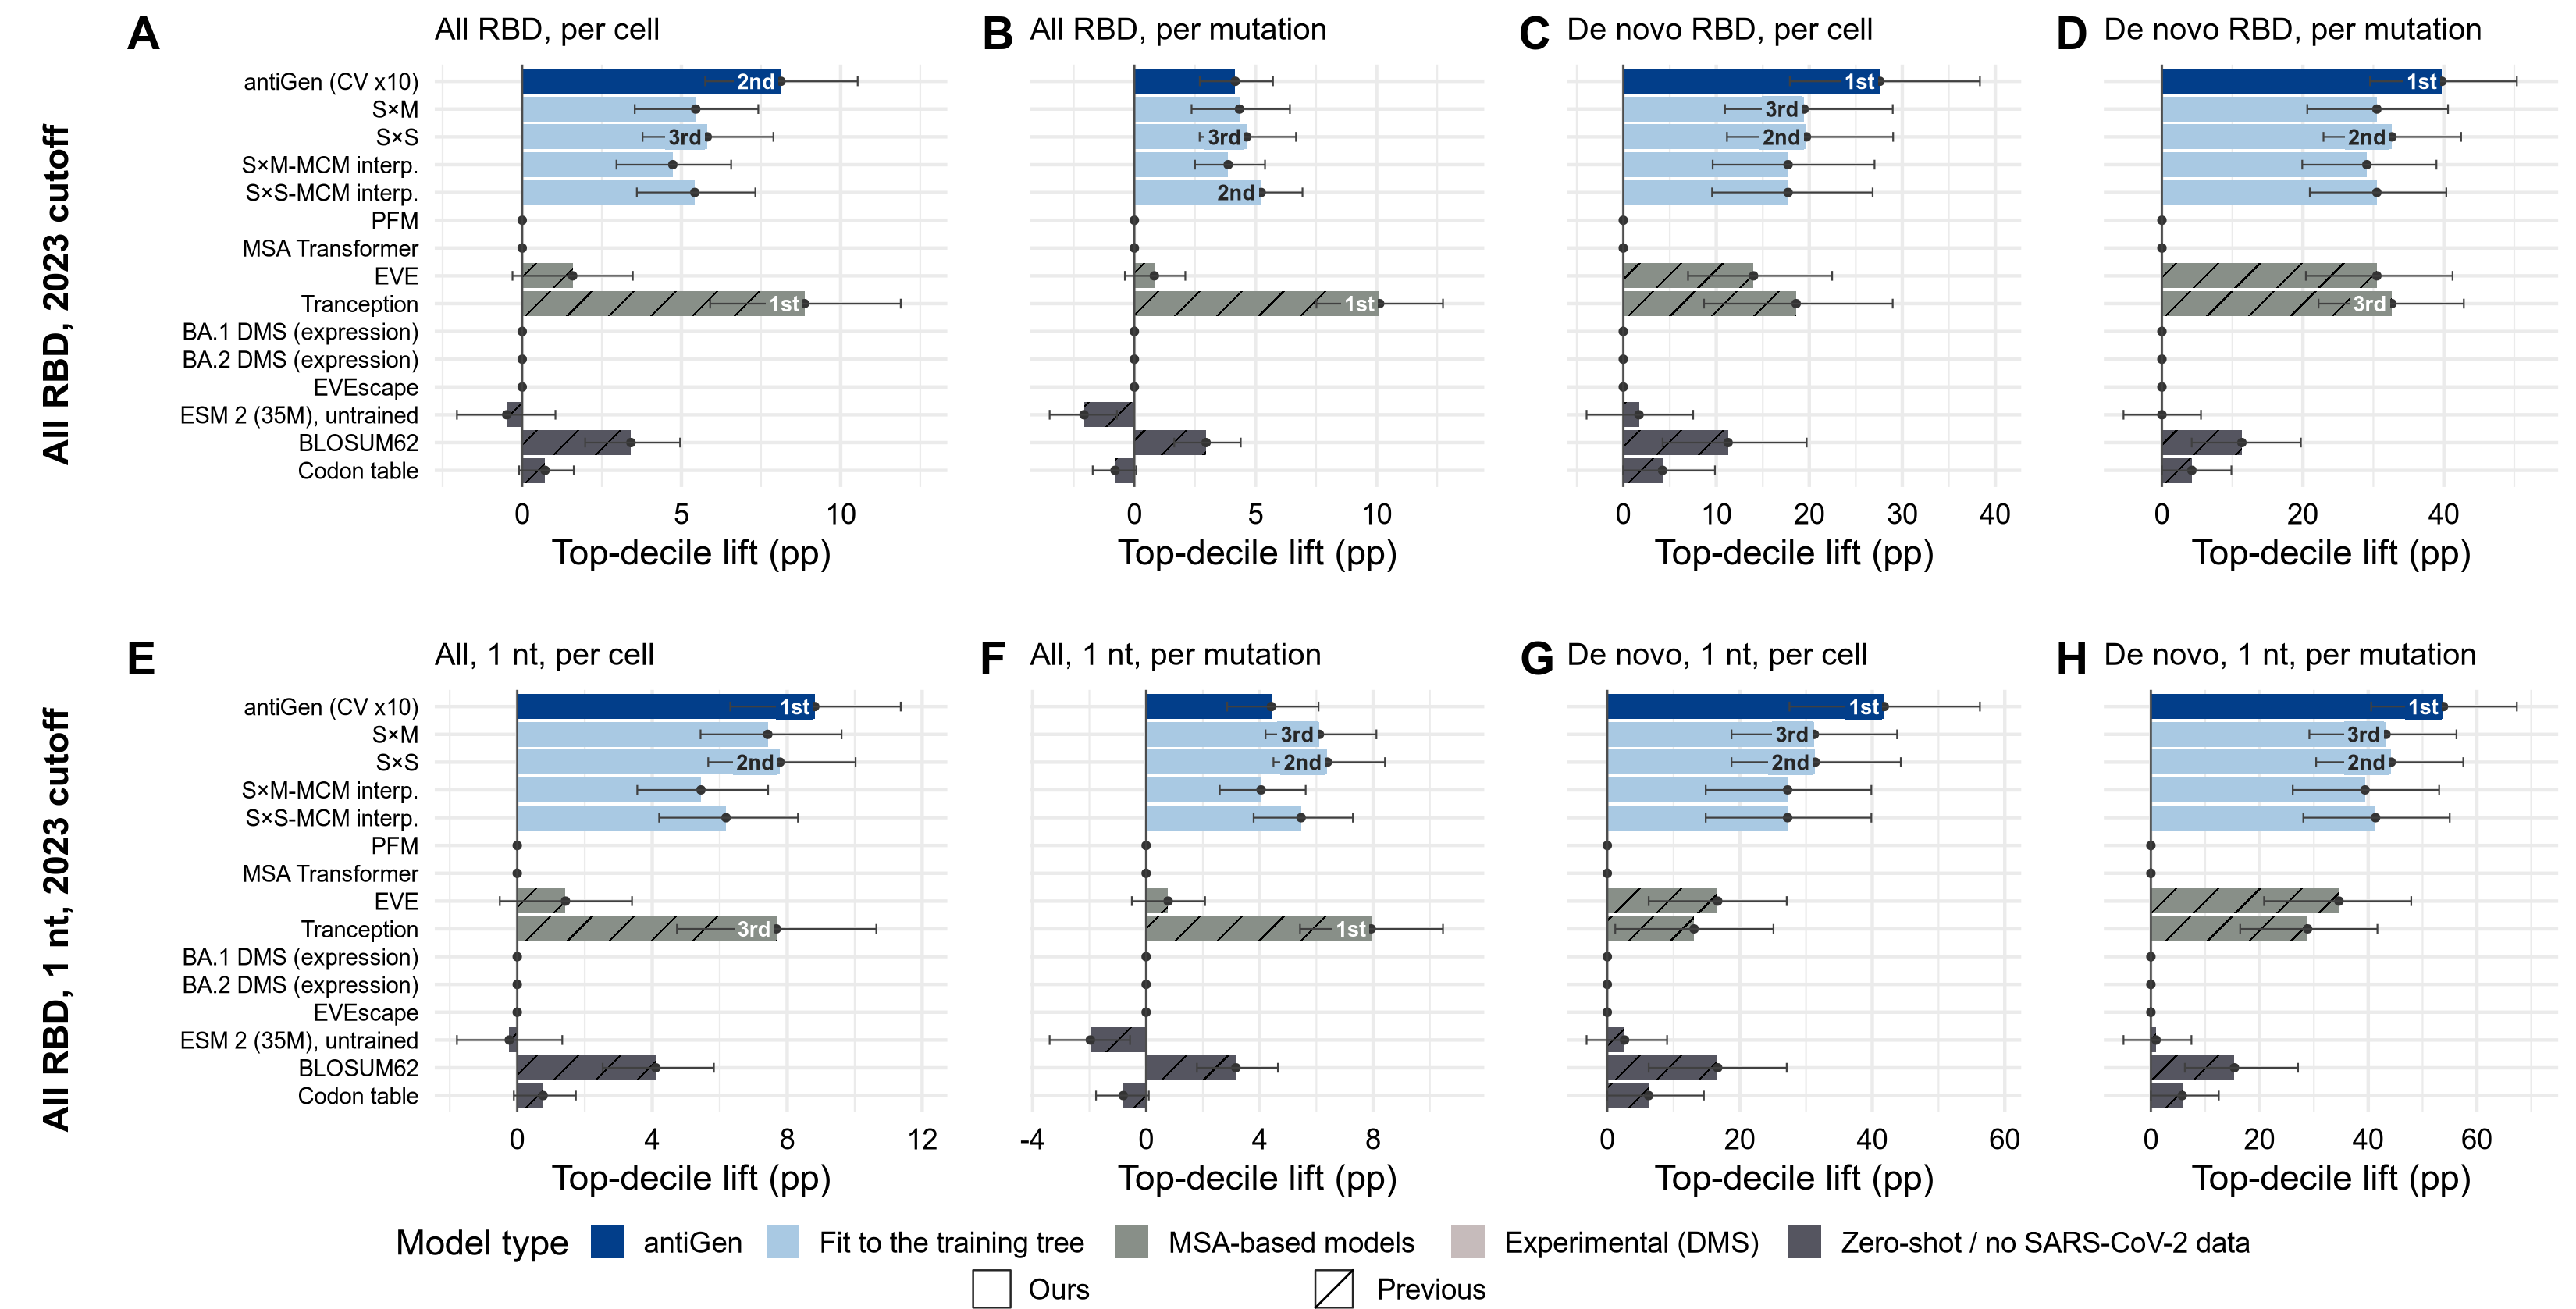 A All RBD, per cell
B All RBD, per mutation
C De novo RBD, per cell
D De novo RBD, per mutation
All RBD, 2023 cutoff
antiGen (CV x10)
S×M
S×S
S×M-MCM interp.
S×S-MCM interp.
PFM
MSA Transformer
EVE
Tranception
BA.1 DMS (expression)
BA.2 DMS (expression)
EVEscape
ESM 2 (35M), untrained
BLOSUM62
Codon table
2nd
3rd
1st
3rd
2nd
1st
1st
3rd
2nd
1st
2nd
3rd
0 5 10
0 5 10
0 10 20 30 40
0 20 40
Top-decile lift (pp)
Top-decile lift (pp)
Top-decile lift (pp)
Top-decile lift (pp)
E All, 1 nt, per cell
F All, 1 nt, per mutation
G De novo, 1 nt, per cell
H De novo, 1 nt, per mutation
All RBD, 1 nt, 2023 cutoff
antiGen (CV x10)
S×M
S×S
S×M-MCM interp.
S×S-MCM interp.
PFM
MSA Transformer
EVE
Tranception
BA.1 DMS (expression)
BA.2 DMS (expression)
EVEscape
ESM 2 (35M), untrained
BLOSUM62
Codon table
1st
2nd
3rd
3rd
2nd
1st
1st
3rd
2nd
1st
3rd
2nd
0 4 8 12
-4 0 4 8
0 20 40 60
0 20 40 60
Top-decile lift (pp)
Top-decile lift (pp)
Top-decile lift (pp)
Top-decile lift (pp)
Model type antiGen Fit to the training tree MSA-based models Experimental (DMS) Zero-shot / no SARS-CoV-2 data
Ours Previous